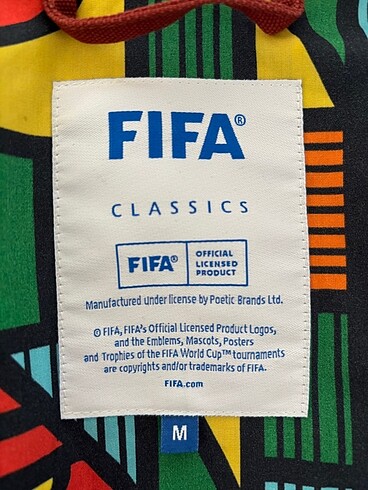 FIFA®
CLASSICS
FIFA® OFFICIAL
LICENSED
PRODUCT
Manufactured under license by Poetic Brands Ltd.
© FIFA, FIFA's Official Licensed Product Logos,
and the Emblems, Mascots, Posters
and Trophies of the FIFA World Cup™ tournaments
are copyrights and/or trademarks of FIFA.
FIFA.com
M